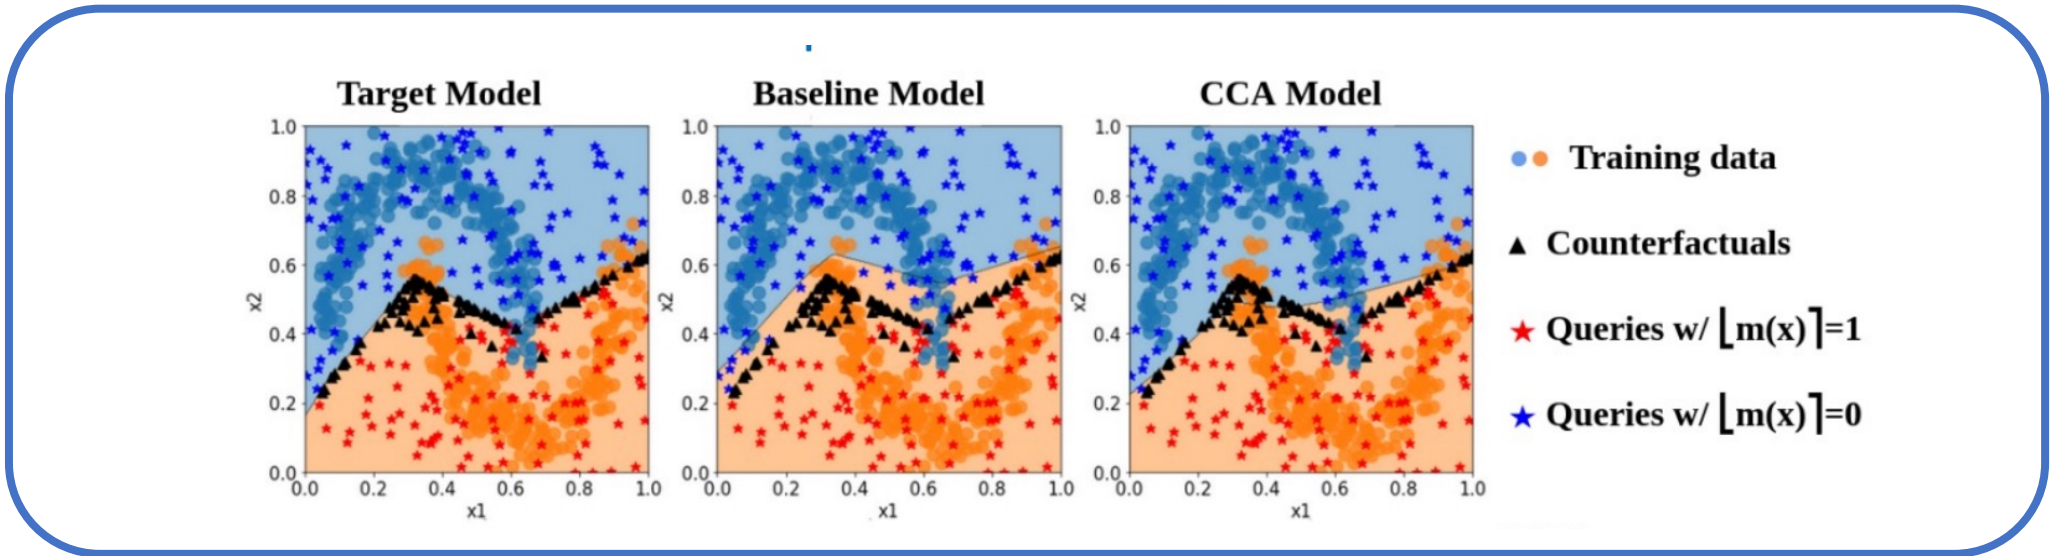 Target Model
Baseline Model
CCA Model
1.0
0.8
0.6
0.4
0.2
0.0
x2
0.0 0.2 0.4 0.6 0.8 1.0
x1
1.0
0.8
0.6
0.4
0.2
0.0
x2
0.0 0.2 0.4 0.6 0.8 1.0
x1
1.0
0.8
0.6
0.4
0.2
0.0
x2
0.0 0.2 0.4 0.6 0.8 1.0
x1
Training data
Counterfactuals
Queries w/ ⌊m(x)⌉=1
Queries w/ ⌊m(x)⌉=0